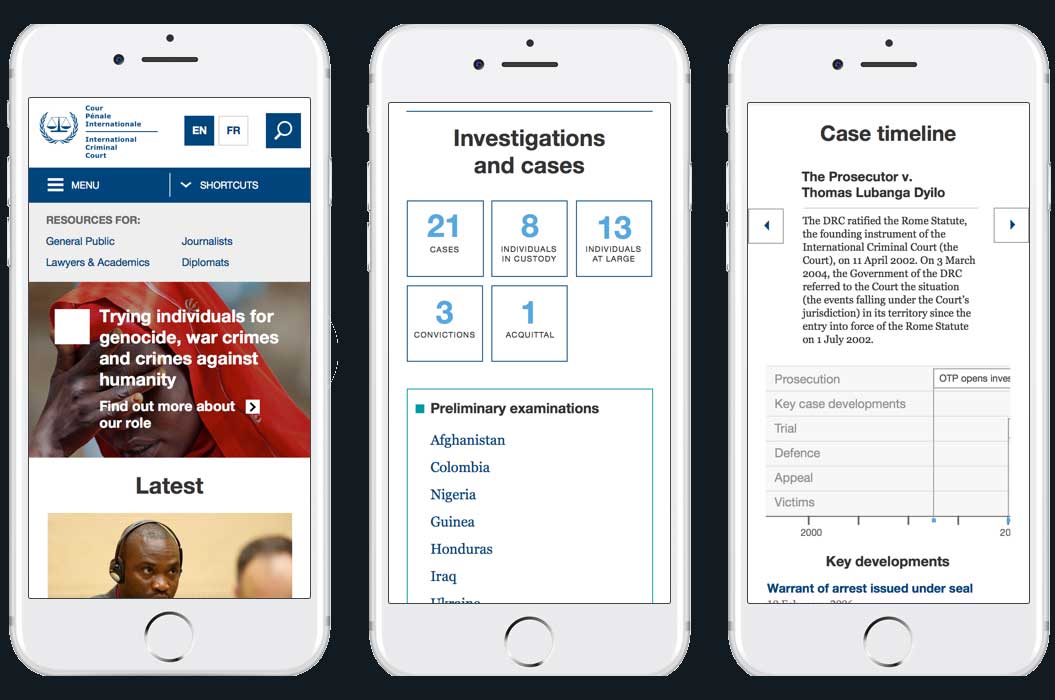 Cour
Pénale
Internationale
International
Criminal
Court
EN
FR
MENU
SHORTCUTS
RESOURCES FOR:
General Public
Journalists
Lawyers & Academics
Diplomats
Trying individuals for
genocide, war crimes
and crimes against
humanity
Find out more about
our role
Latest
Investigations
and cases
21
CASES
8
INDIVIDUALS
IN CUSTODY
13
INDIVIDUALS
AT LARGE
3
CONVICTIONS
1
ACQUITTAL
Preliminary examinations
Afghanistan
Colombia
Nigeria
Guinea
Honduras
Iraq
Ukraine
Case timeline
The Prosecutor v.
Thomas Lubanga Dyilo
The DRC ratified the Rome Statute,
the founding instrument of the
International Criminal Court (the
Court), on 11 April 2002. On 3 March
2004, the Government of the DRC
referred to the Court the situation
(the events falling under the Court's
jurisdiction) in its territory since the
entry into force of the Rome Statute
on 1 July 2002.
Prosecution
OTP opens inves
Key case developments
Trial
Defence
Appeal
Victims
2000
20
Key developments
Warrant of arrest issued under seal